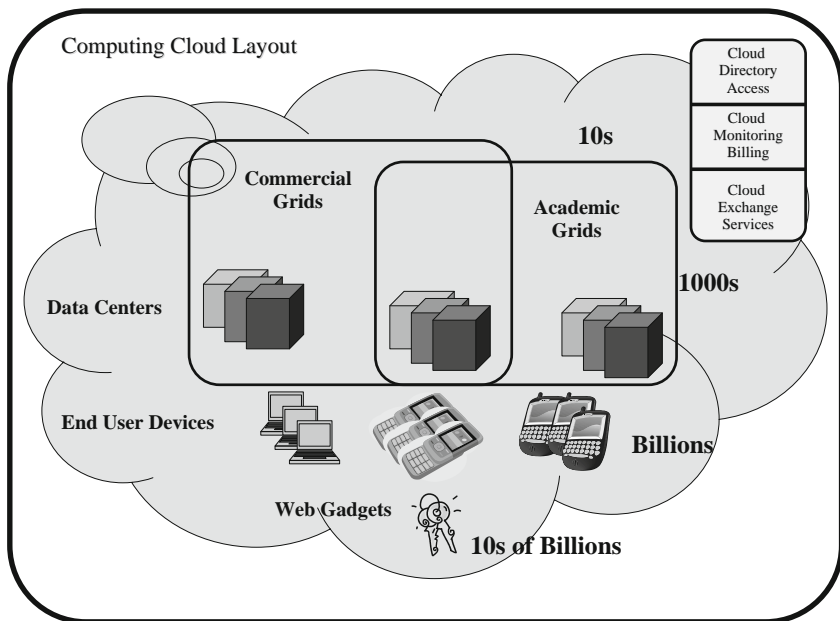 Computing Cloud Layout
Cloud
Directory
Access
Cloud
Monitoring
Billing
Cloud
Exchange
Services
10s
Commercial
Grids
Academic
Grids
1000s
Data Centers
End User Devices
Billions
Web Gadgets
10s of Billions